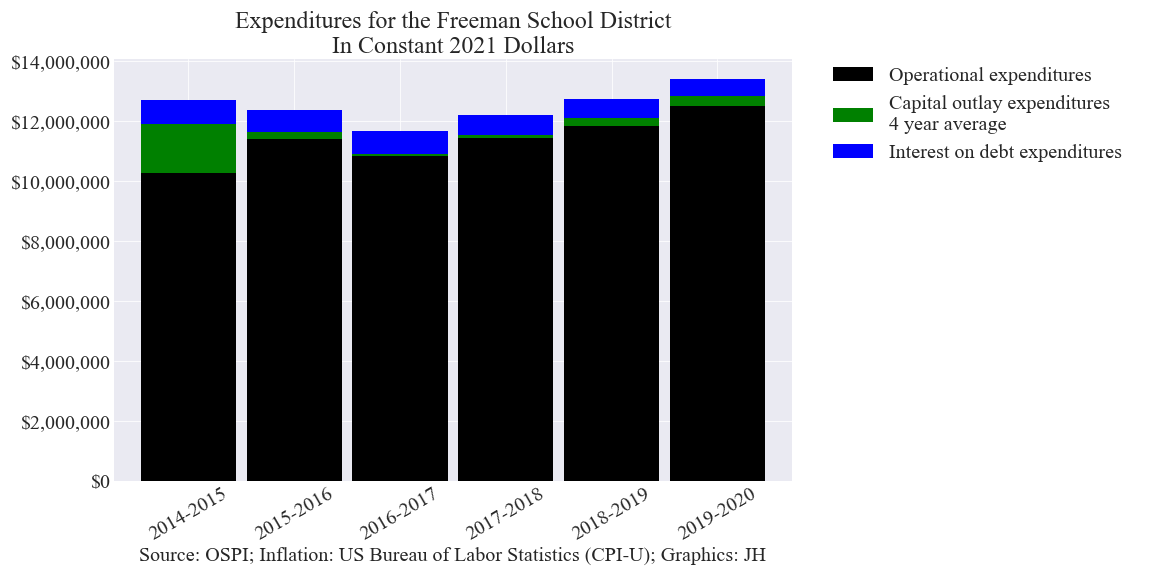 Expenditures for the Freeman School District
In Constant 2021 Dollars
$14,000,000
$12,000,000
$10,000,000
$8,000,000
$6,000,000
$4,000,000
$2,000,000
$0
Operational expenditures
Capital outlay expenditures
4 year average
Interest on debt expenditures
2014-2015
2015-2016
2016-2017
2017-2018
2018-2019
2019-2020
Source: OSPI; Inflation: US Bureau of Labor Statistics (CPI-U); Graphics: JH